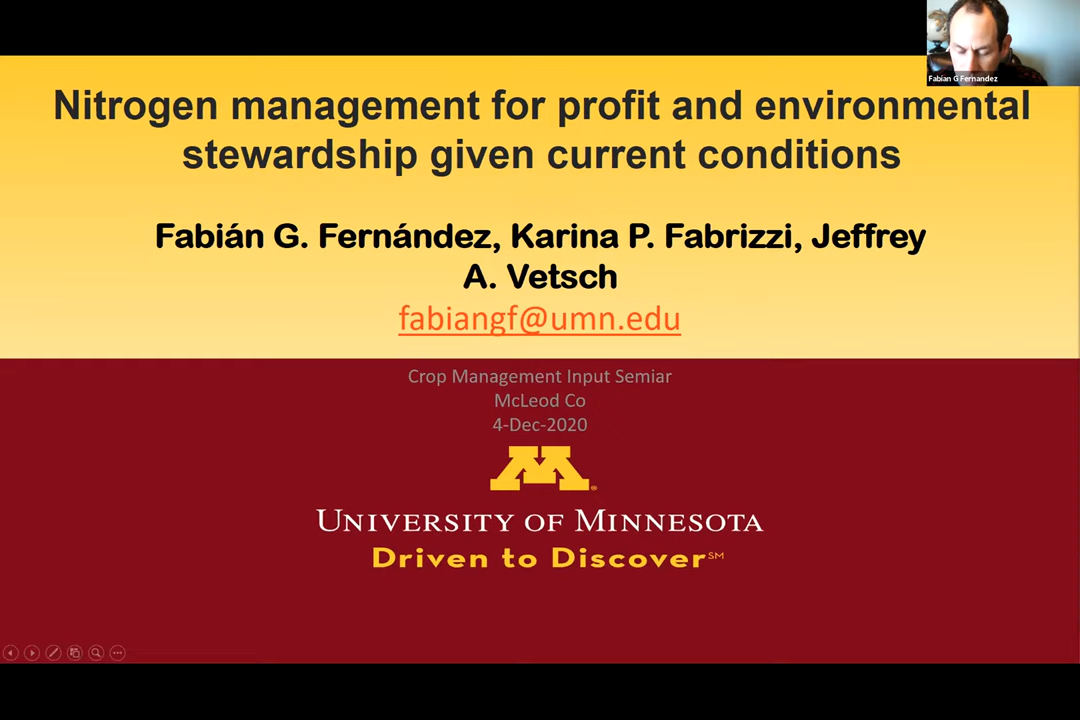 Fabian G Fernandez
Nitrogen management for profit and environmental
stewardship given current conditions
Fabián G. Fernández, Karina P. Fabrizzi, Jeffrey
A. Vetsch
fabiangf@umn.edu
Crop Management Input Semiar
McLeod Co
4-Dec-2020
M
UNIVERSITY OF MINNESOTA
Driven to Discover℠